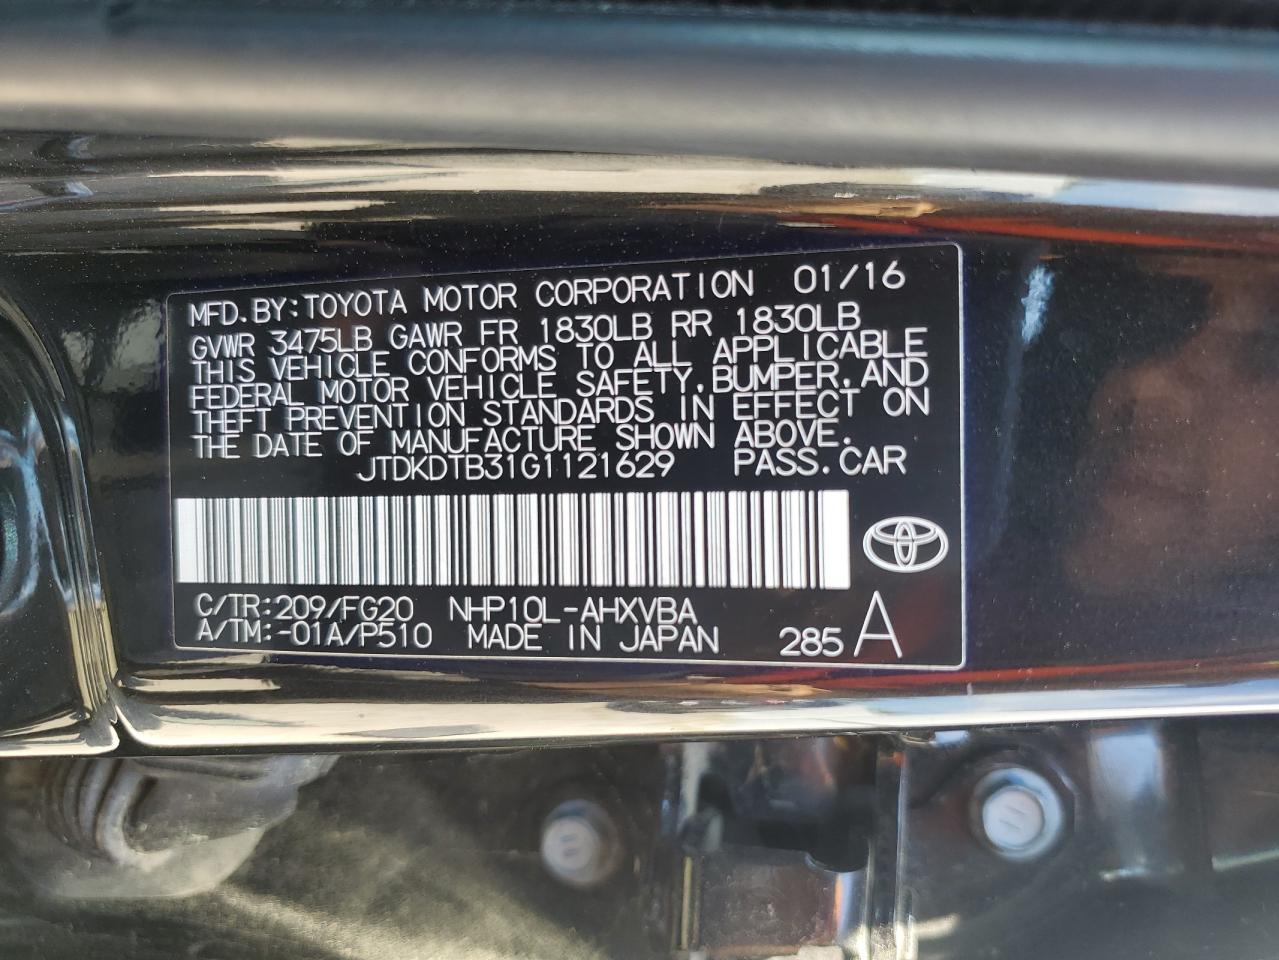 MFD.BY:TOYOTA MOTOR CORPORATION 01/16
GVWR 3475LB GAWR FR 1830LB RR 1830LB
THIS VEHICLE CONFORMS TO ALL APPLICABLE
FEDERAL MOTOR VEHICLE SAFETY,BUMPER,AND
THEFT PREVENTION STANDARDS IN EFFECT ON
THE DATE OF MANUFACTURE SHOWN ABOVE.
JTDKDTB31G1121629 PASS.CAR
C/TR:209/FG20 NHP10L-AHXVBA
A/TM:-01A/P510 MADE IN JAPAN 285 A